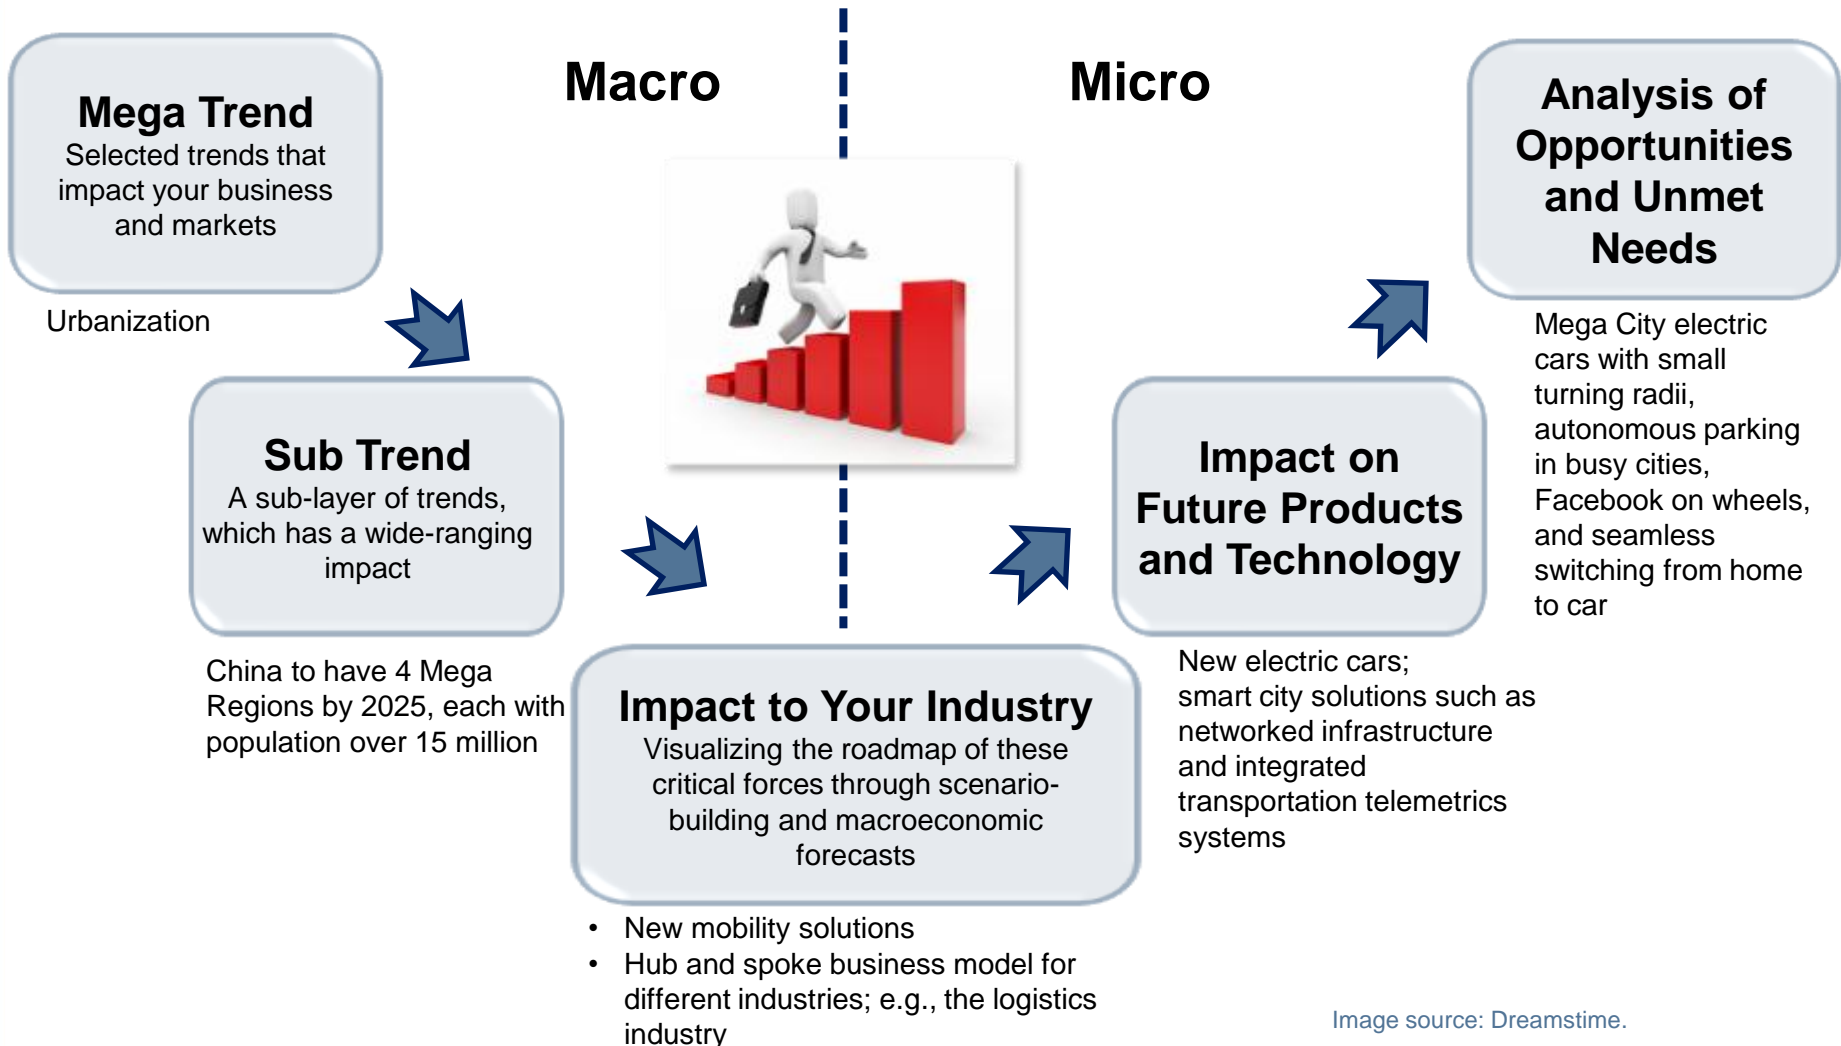 Macro
Micro
Mega Trend
Selected trends that
impact your business
and markets
Urbanization
Sub Trend
A sub-layer of trends,
which has a wide-ranging
impact
China to have 4 Mega
Regions by 2025, each with
population over 15 million
Impact to Your Industry
Visualizing the roadmap of these
critical forces through scenario-
building and macroeconomic
forecasts
• New mobility solutions
• Hub and spoke business model for
different industries; e.g., the logistics
industry
Impact on
Future Products
and Technology
New electric cars;
smart city solutions such as
networked infrastructure
and integrated
transportation telemetrics
systems
Analysis of
Opportunities
and Unmet
Needs
Mega City electric
cars with small
turning radii,
autonomous parking
in busy cities,
Facebook on wheels,
and seamless
switching from home
to car
Image source: Dreamstime.